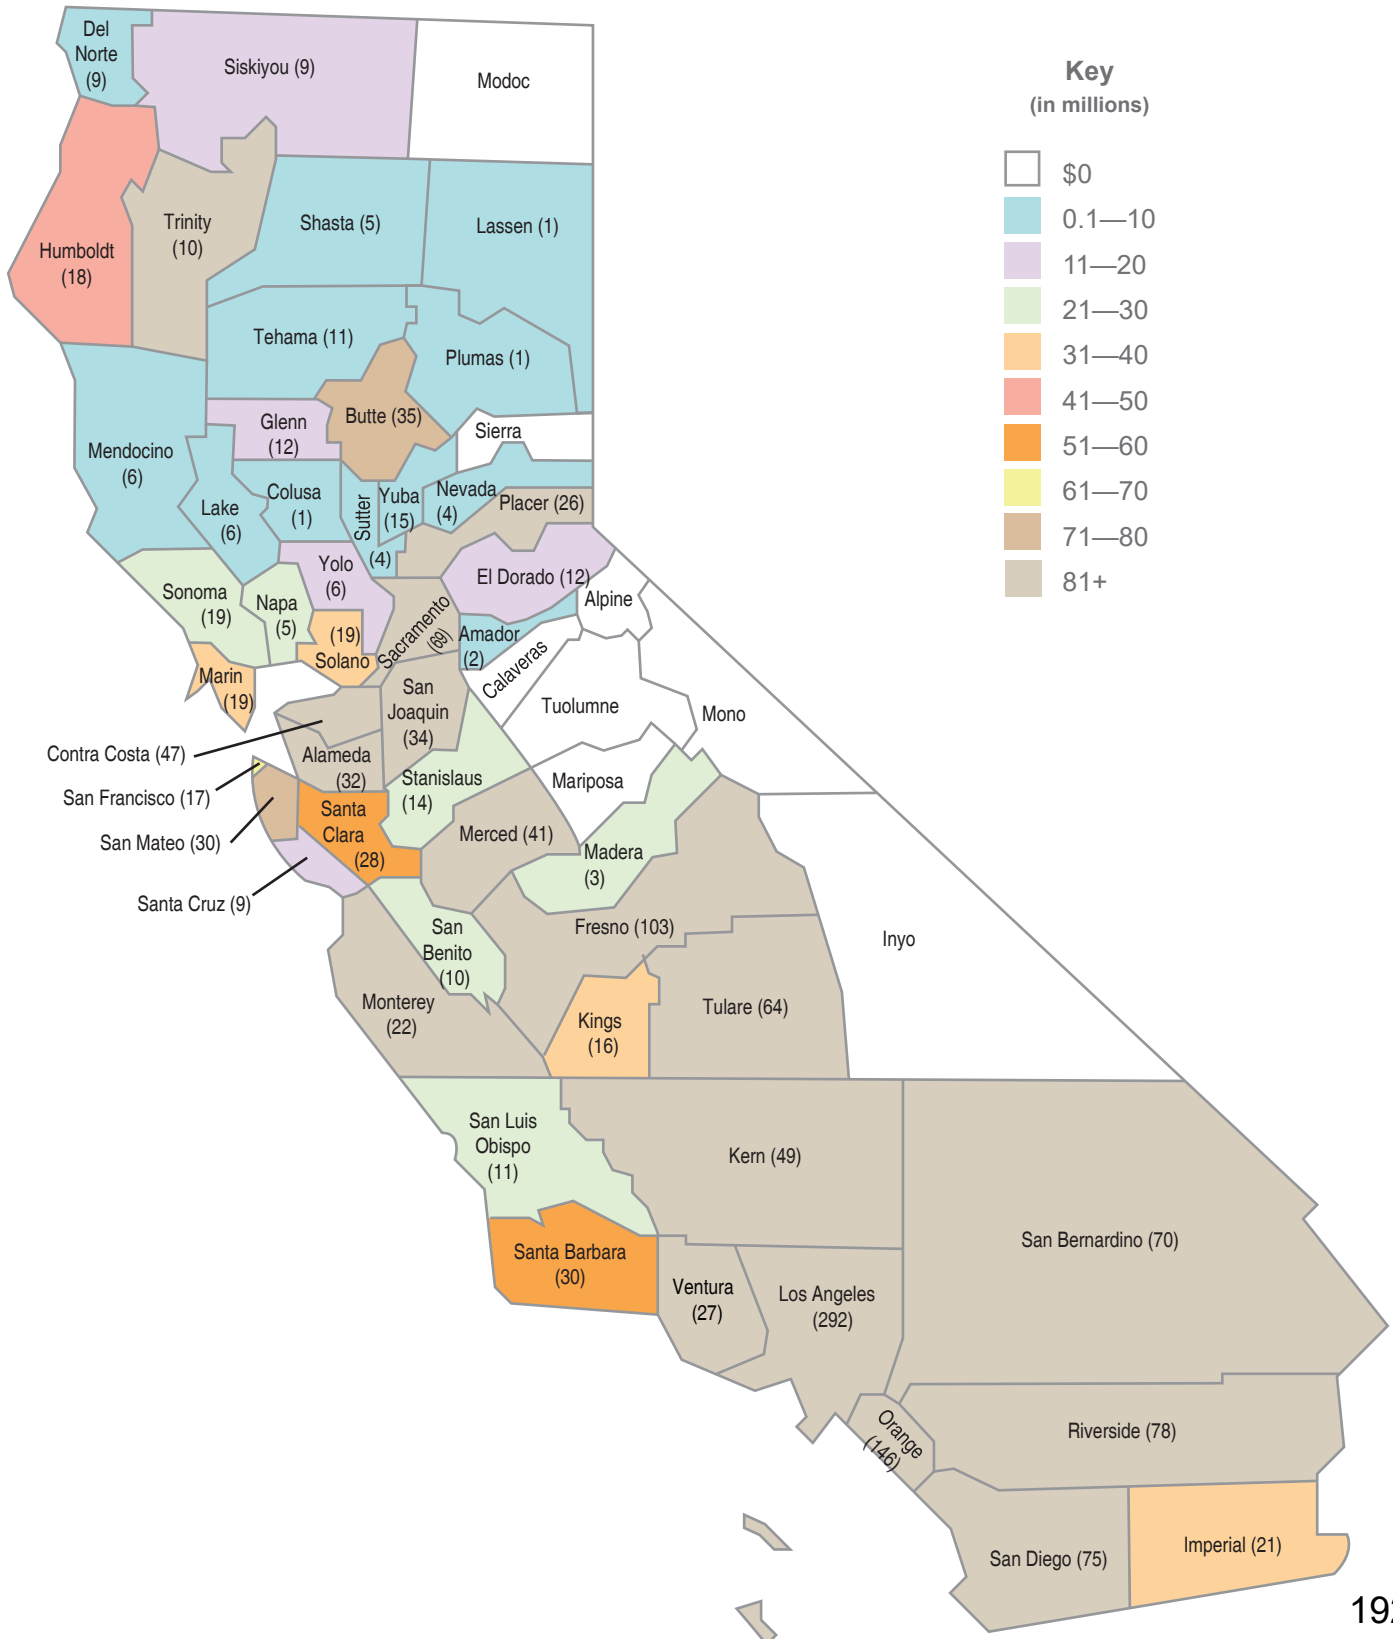 Del
Norte
(9)
Siskiyou (9)
Modoc
Key
(in millions)
$0
0.1—10
11—20
21—30
31—40
41—50
51—60
61—70
71—80
81+
Humboldt
(18)
Trinity
(10)
Shasta (5)
Lassen (1)
Tehama (11)
Plumas (1)
Butte (35)
Glenn
(12)
Sierra
Mendocino
(6)
Lake
(6)
Colusa
(1)
Sutter
(4)
Yuba
(15)
Nevada
(4)
Placer (26)
Yolo
(6)
El Dorado (12)
Sonoma
(19)
Napa
(5)
(19)
Solano
Sacramento
(69)
Amador
(2)
Alpine
Calaveras
Marin
(19)
San
Joaquin
(34)
Tuolumne
Mono
Contra Costa (47)
Alameda
(32)
Stanislaus
(14)
Mariposa
San Francisco (17)
San Mateo (30)
Santa
Clara
(28)
Merced (41)
Madera
(3)
Santa Cruz (9)
San
Benito
(10)
Fresno (103)
Inyo
Monterey
(22)
Kings
(16)
Tulare (64)
San Luis
Obispo
(11)
Kern (49)
San Bernardino (70)
Santa Barbara
(30)
Ventura
(27)
Los Angeles
(292)
Orange
(146)
Riverside (78)
San Diego (75)
Imperial (21)